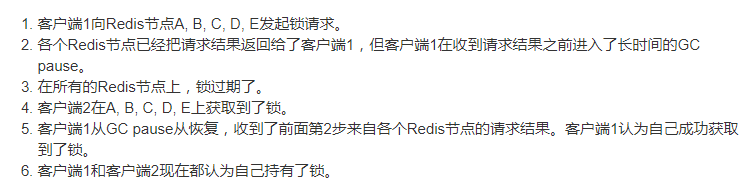 1. 客户端1向Redis节点A, B, C, D, E发起锁请求。
2. 各个Redis节点已经把请求结果返回给了客户端1，但客户端1在收到请求结果之前进入了长时间的GC
pause。
3. 在所有的Redis节点上，锁过期了。
4. 客户端2在A, B, C, D, E上获取到了锁。
5. 客户端1从GC pause从恢复，收到了前面第2步来自各个Redis节点的请求结果。客户端1认为自己成功获取
到了锁。
6. 客户端1和客户端2现在都认为自己持有了锁。